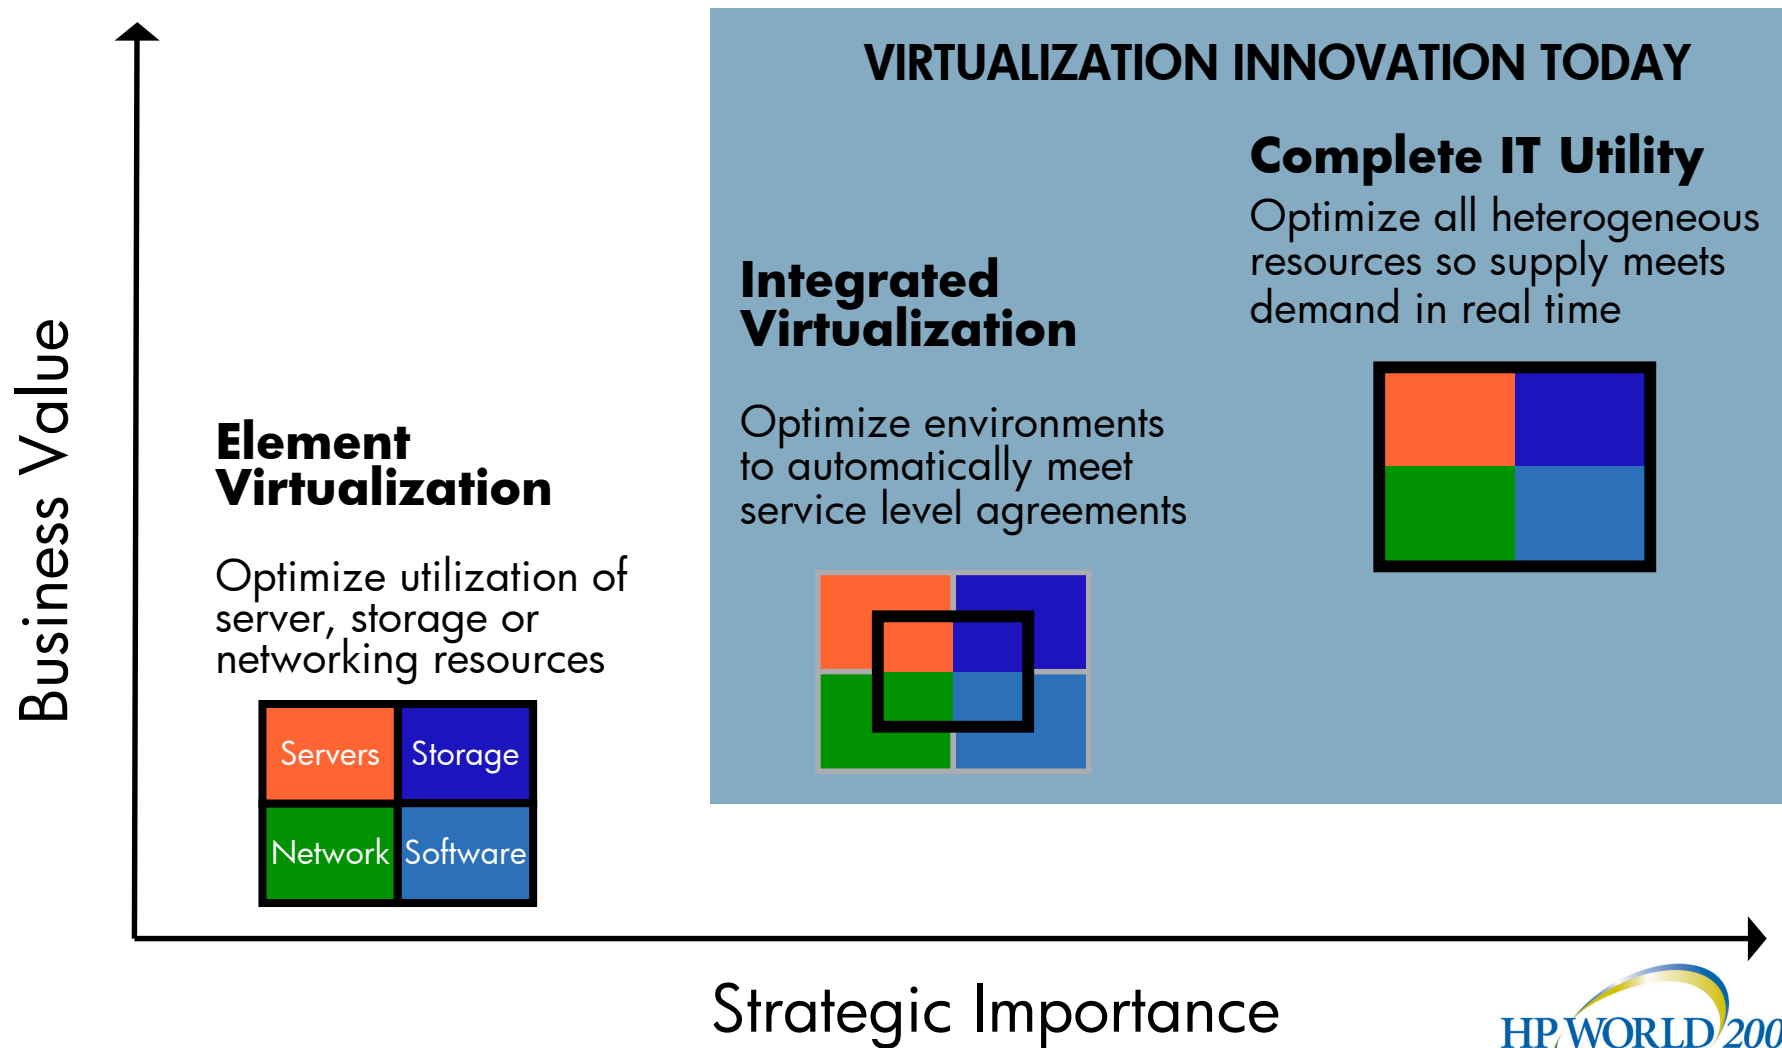 VIRTUALIZATION INNOVATION TODAY
Complete IT Utility
Optimize all heterogeneous
resources so supply meets
demand in real time
Integrated
Virtualization
Optimize environments
to automatically meet
service level agreements
Element
Virtualization
Optimize utilization of
server, storage or
networking resources
Servers
Storage
Network
Software
Business Value
Strategic Importance
HP WORLD 200